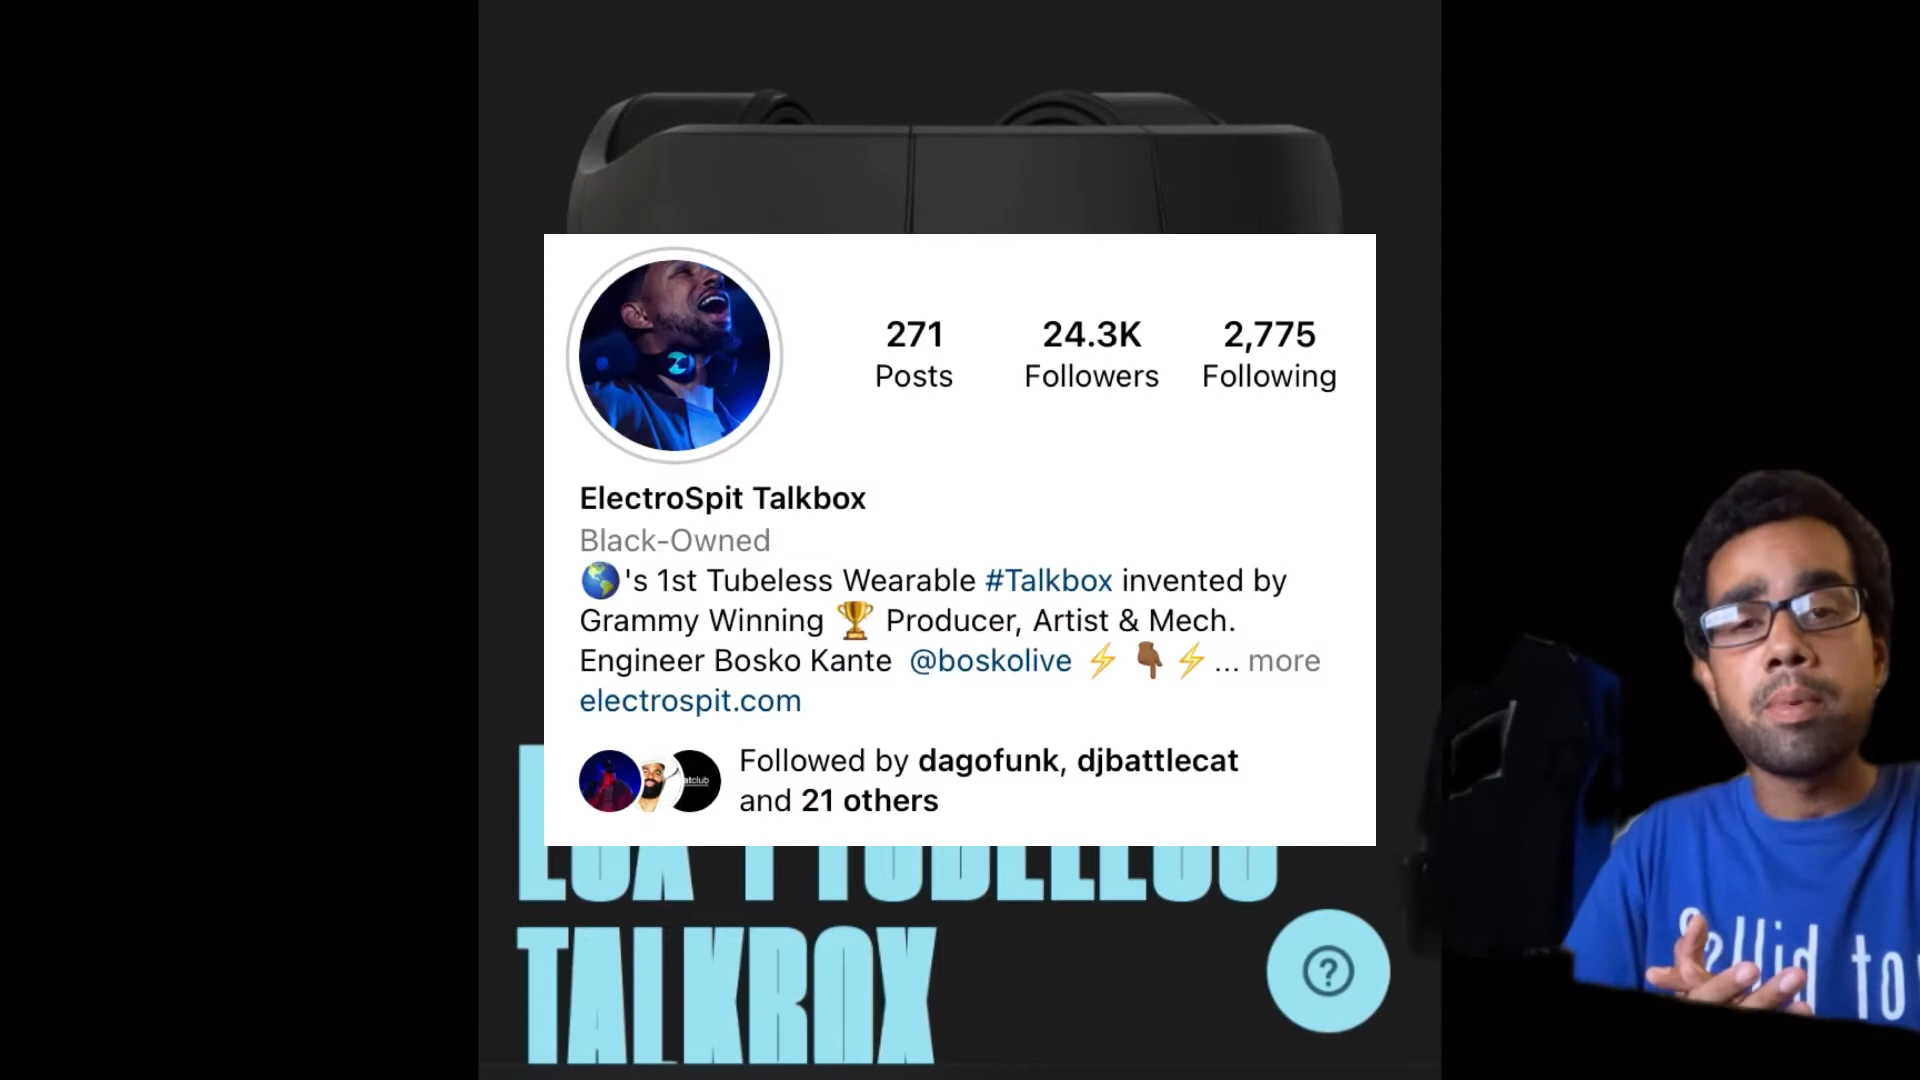 271 24.3K 2,775
Posts Followers Following
ElectroSpit Talkbox
Black-Owned
🌎's 1st Tubeless Wearable #Talkbox invented by
Grammy Winning 🏆 Producer, Artist & Mech.
Engineer Bosko Kante @boskolive ⚡👇🏾⚡... more
electrospit.com
atclub
Followed by dagofunk, djbattlecat
and 21 others
TUBELESS
TALKBOX
?